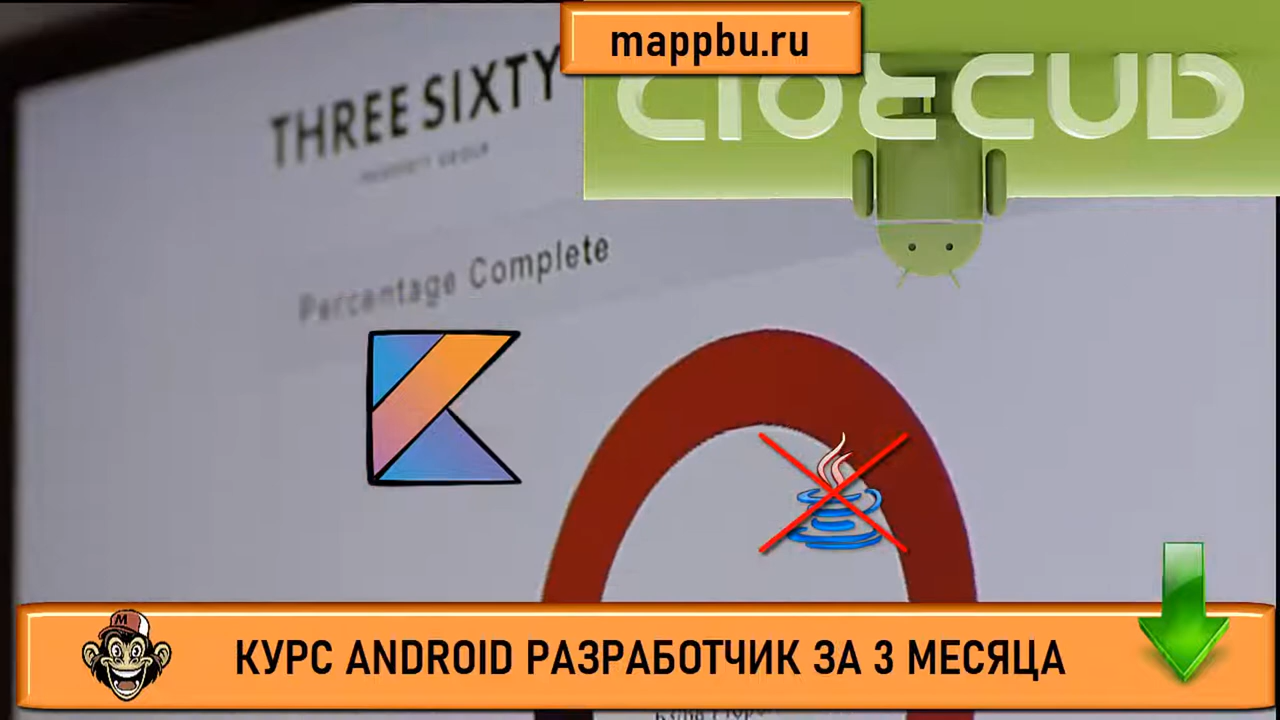 mappbu.ru
THREE SIXTY
Percentage Complete
КУРС ANDROID РАЗРАБОТЧИК ЗА 3 МЕСЯЦА